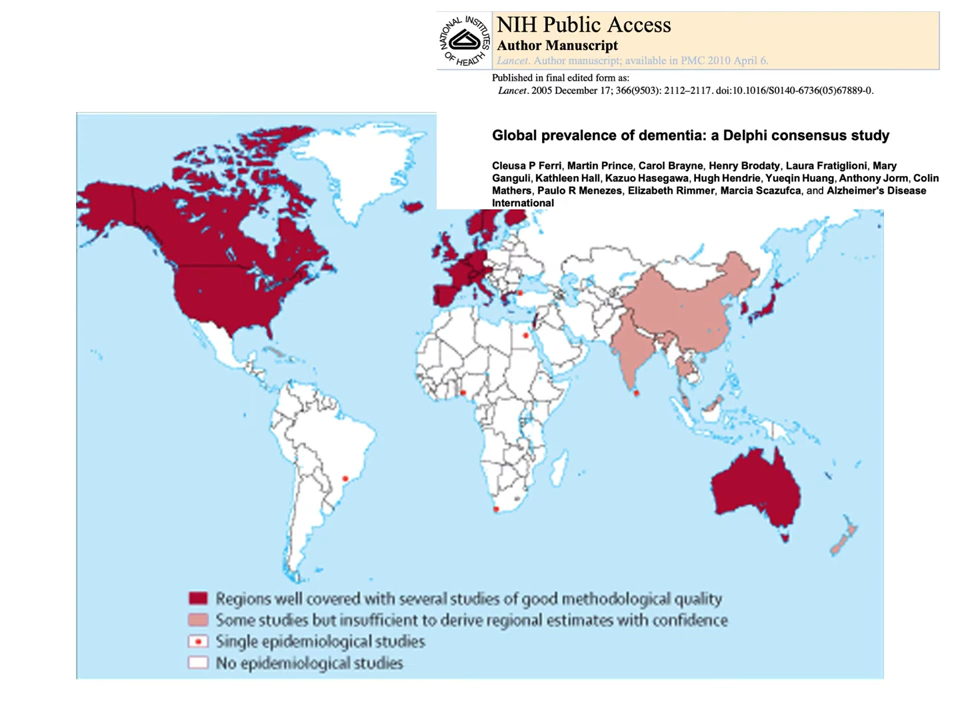 NATIONAL INSTITUTES OF HEALTH
NIH Public Access
Author Manuscript
Lancet. Author manuscript; available in PMC 2010 April 6.
Published in final edited form as:
Lancet. 2005 December 17; 366(9503): 2112–2117. doi:10.1016/S0140-6736(05)67889-0.
Global prevalence of dementia: a Delphi consensus study
Cleusa P Ferri, Martin Prince, Carol Brayne, Henry Brodaty, Laura Fratiglioni, Mary
Ganguli, Kathleen Hall, Kazuo Hasegawa, Hugh Hendrie, Yueqin Huang, Anthony Jorm, Colin
Mathers, Paulo R Menezes, Elizabeth Rimmer, Marcia Scazufca, and Alzheimer's Disease
International
Regions well covered with several studies of good methodological quality
Some studies but insufficient to derive regional estimates with confidence
Single epidemiological studies
No epidemiological studies